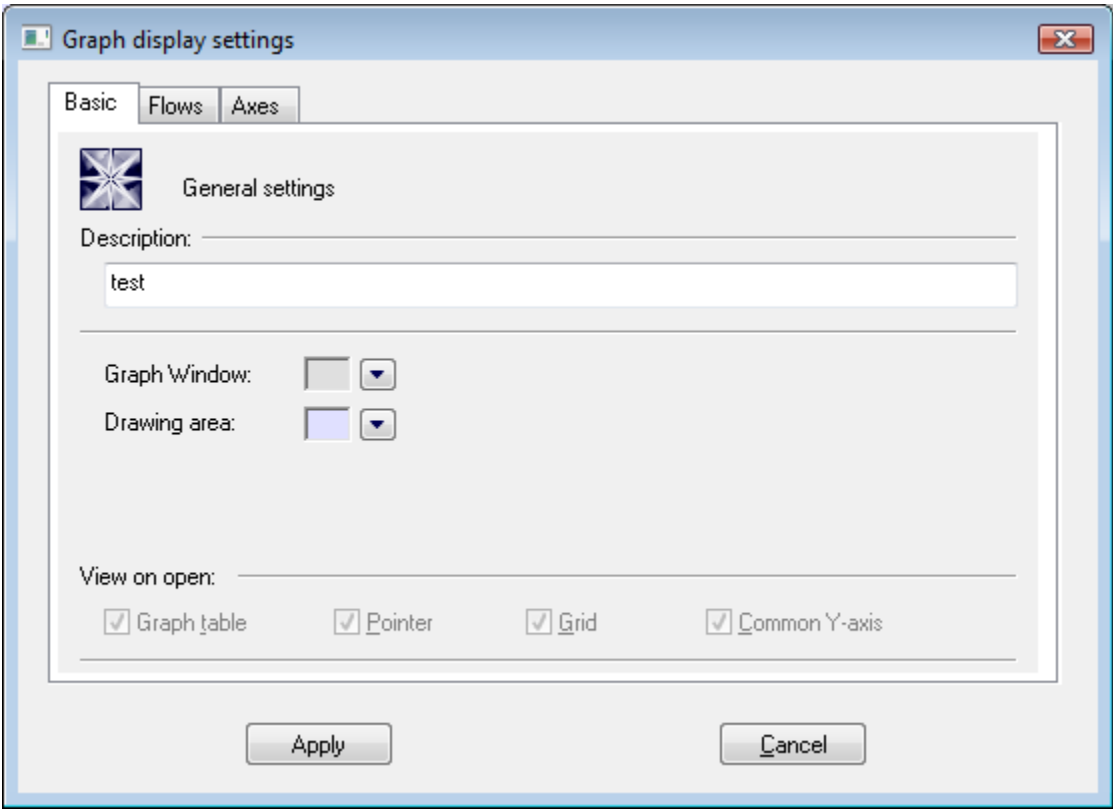 Graph display settings
Basic Flows Axes
General settings
Description:
test
Graph Window:
Drawing area:
View on open:
Graph table Pointer Grid Common Y-axis
Apply Cancel